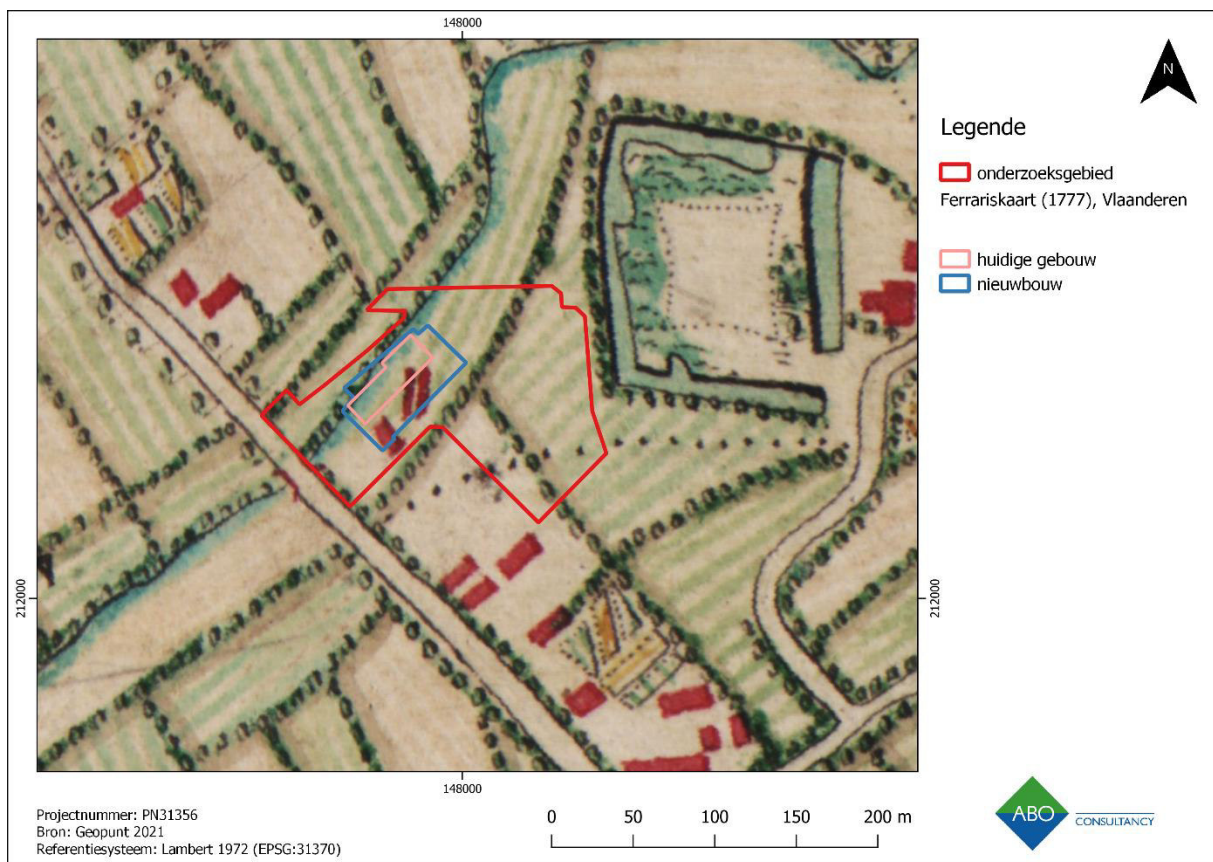 148000
N
Legende
onderzoeksgebied
Ferrariskaart (1777), Vlaanderen
huidige gebouw
nieuwbouw
212000
212000
148000
Projectnummer: PN31356
Bron: Geopunt 2021
Referentiesysteem: Lambert 1972 (EPSG:31370)
0 50 100 150 200 m
ABO CONSULTANCY